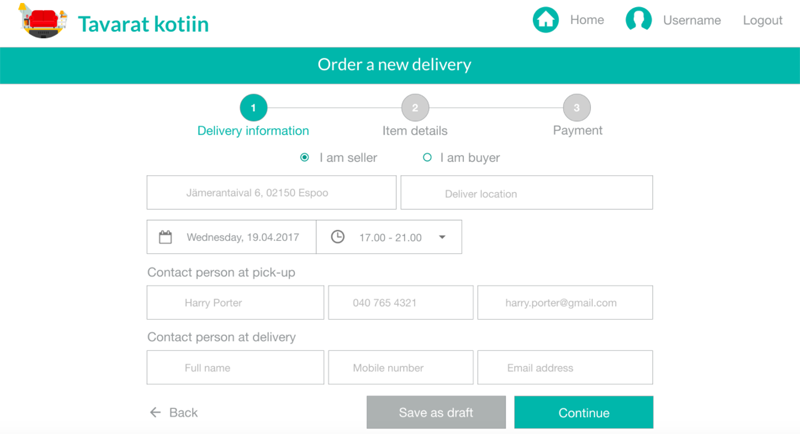 Tavarat kotiin
Home
Username
Logout
Order a new delivery
1
2
3
Delivery information
Item details
Payment
I am seller
I am buyer
Jämerantaival 6, 02150 Espoo
Deliver location
Wednesday, 19.04.2017
17.00 - 21.00
Contact person at pick-up
Harry Porter
040 765 4321
harry.porter@gmail.com
Contact person at delivery
Full name
Mobile number
Email address
Back
Save as draft
Continue